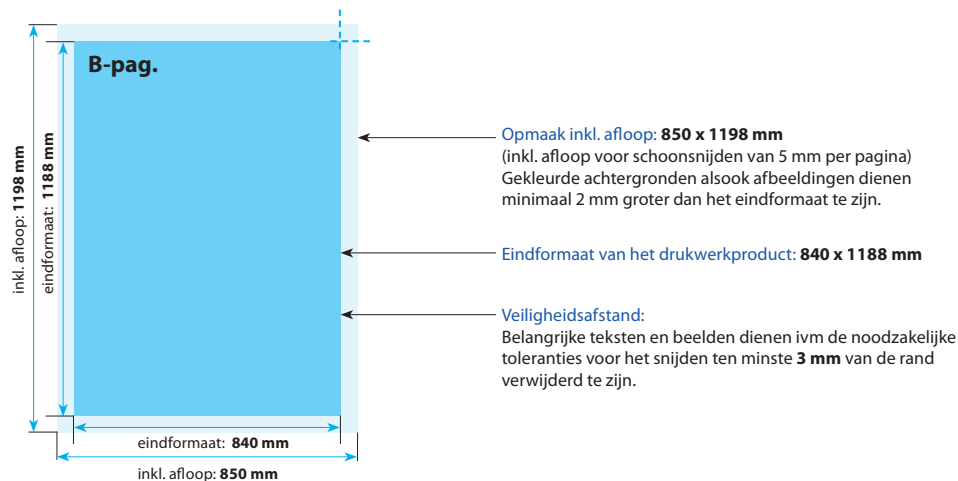 B-pag.
inkl. afloop: 1198 mm
eindformaat: 1188 mm
Opmaak inkl. afloop: 850 x 1198 mm
(inkl. afloop voor schoonsnijden van 5 mm per pagina)
Gekleurde achtergronden alsook afbeeldingen dienen
minimaal 2 mm groter dan het eindformaat te zijn.
Eindformaat van het drukwerkproduct: 840 x 1188 mm
Veiligheidsafstand:
Belangrijke teksten en beelden dienen ivm de noodzakelijke
toleranties voor het snijden ten minste 3 mm van de rand
verwijderd te zijn.
eindformaat: 840 mm
inkl. afloop: 850 mm